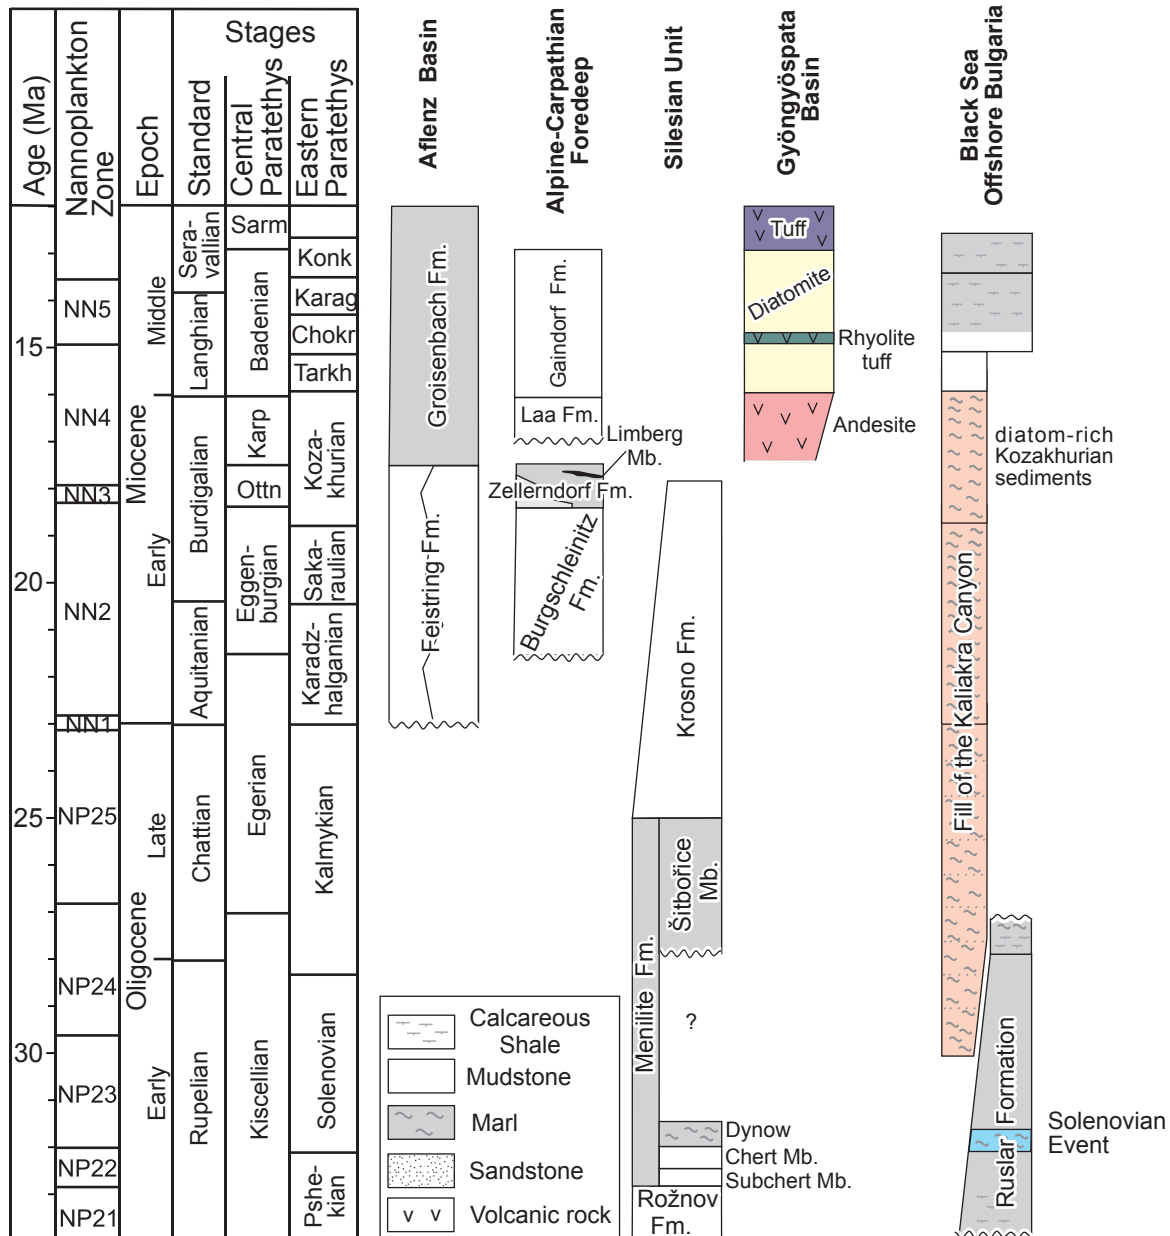 Age (Ma)
Nannoplankton
Zone
Epoch
Stages
Standard
Central
Paratethys
Eastern
Paratethys
Aflenz Basin
Alpine-Carpathian
Foredeep
Silesian Unit
Gyöngyöspata
Basin
Black Sea
Offshore Bulgaria
15
20
25
30
NN5
NN4
NN3
NN2
NN1
NP25
NP24
NP23
NP22
NP21
Middle
Miocene
Early
Late
Oligocene
Early
Sera-
vallian
Langhian
Burdigalian
Aquitanian
Chattian
Rupelian
Sarm
Badenian
Karp
Ottn
Eggen-
burgian
Egerian
Kiscellian
Konk
Karag
Chokr
Tarkh
Koza-
khurian
Saka-
raulian
Karadz-
halganian
Kalmykian
Solenovian
Pshe-
kian
Groisenbach Fm.
Fejstring-Fm.
Gaindorf Fm.
Laa Fm.
Limberg
Mb.
Zellerndorf Fm.
Burgschleinitz
Fm.
Krosno Fm.
Šitbořice
Mb.
Menilite Fm.
?
Dynow
Chert Mb.
Subchert Mb.
Rožnov
Fm.
Tuff
Diatomite
Rhyolite
tuff
Andesite
diatom-rich
Kozakhurian
sediments
Fill of the Kaliakra Canyon
Ruslar Formation
Solenovian
Event
Calcareous
Shale
Mudstone
Marl
Sandstone
Volcanic rock